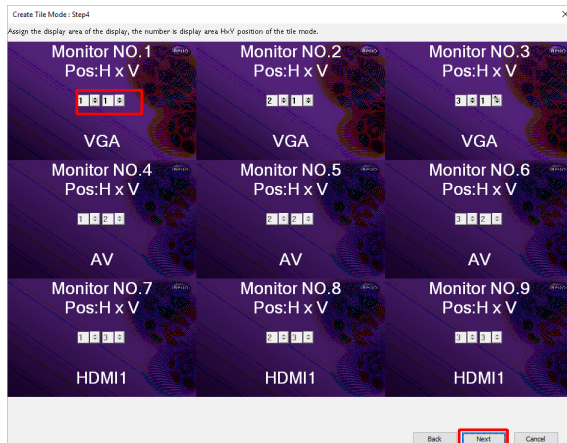 Create Tile Mode : Step4
Assign the display area of the display, the number is display area HxV position of the tile mode.
Monitor NO.1 Monitor NO.2 Monitor NO.3
Pos:H x V Pos:H x V Pos:H x V
1 1 2 1 3 1
VGA VGA VGA
Monitor NO.4 Monitor NO.5 Monitor NO.6
Pos:H x V Pos:H x V Pos:H x V
1 2 2 2 3 2
AV AV AV
Monitor NO.7 Monitor NO.8 Monitor NO.9
Pos:H x V Pos:H x V Pos:H x V
1 3 2 3 3 3
HDMI1 HDMI1 HDMI1
Back Next Cancel